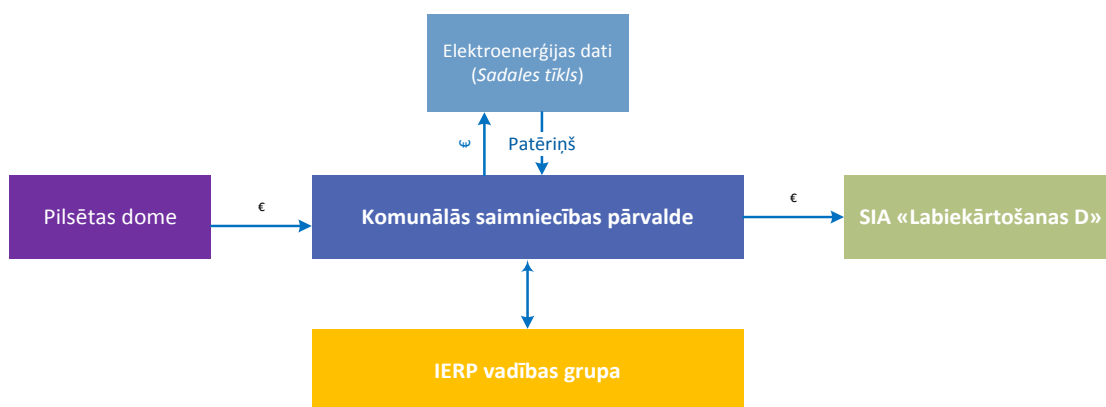 Elektroenerģijas dati
(Sadales tīkls)
€
Patēriņš
Pilsētas dome
€
Komunālās saimniecības pārvalde
€
SIA «Labiekārtošanas D»
IERP vadības grupa